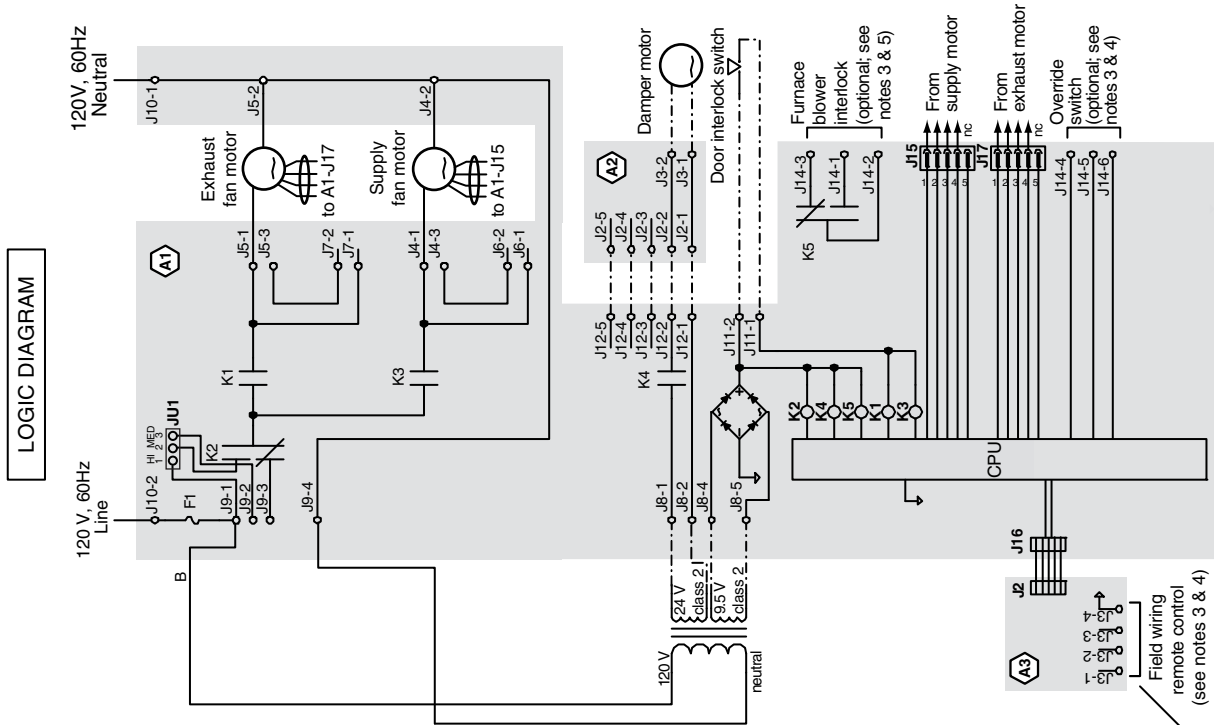 LOGIC DIAGRAM
120 V, 60Hz
Line
120V, 60Hz
Neutral
J10-2
F1
HI MED
1 2 3
JU1
K2
J9-1
J9-2
J9-3
J9-4
B
K1
K3
A1
J5-1
J5-3
J7-2
J7-1
J4-1
J4-3
J6-2
J6-1
Exhaust
fan motor
to A1-J17
Supply
fan motor
to A1-J15
J10-1
J5-2
J4-2
120 V
neutral
24 V
class 2
9.5 V
class 2
J8-1
J8-2
J8-4
J8-5
K4
J12-5
J12-4
J12-3
J12-2
J12-1
J2-5
J2-4
J2-3
J2-2
J2-1
A2
J3-2
J3-1
Damper motor
Door interlock switch
J11-2
J11-1
K2
K4
K5
K1
K3
CPU
K5
J14-3
J14-1
J14-2
Furnace
blower
interlock
(optional; see
notes 3 & 5)
J15
1
2
3
4
5
nc
From
supply motor
J17
1
2
3
4
5
nc
From
exhaust motor
J14-4
J14-5
J14-6
Override
switch
(optional; see
notes 3 & 4)
J16
J2
A3
J3-1
J3-2
J3-3
J3-4
Field wiring
remote control
(see notes 3 & 4)